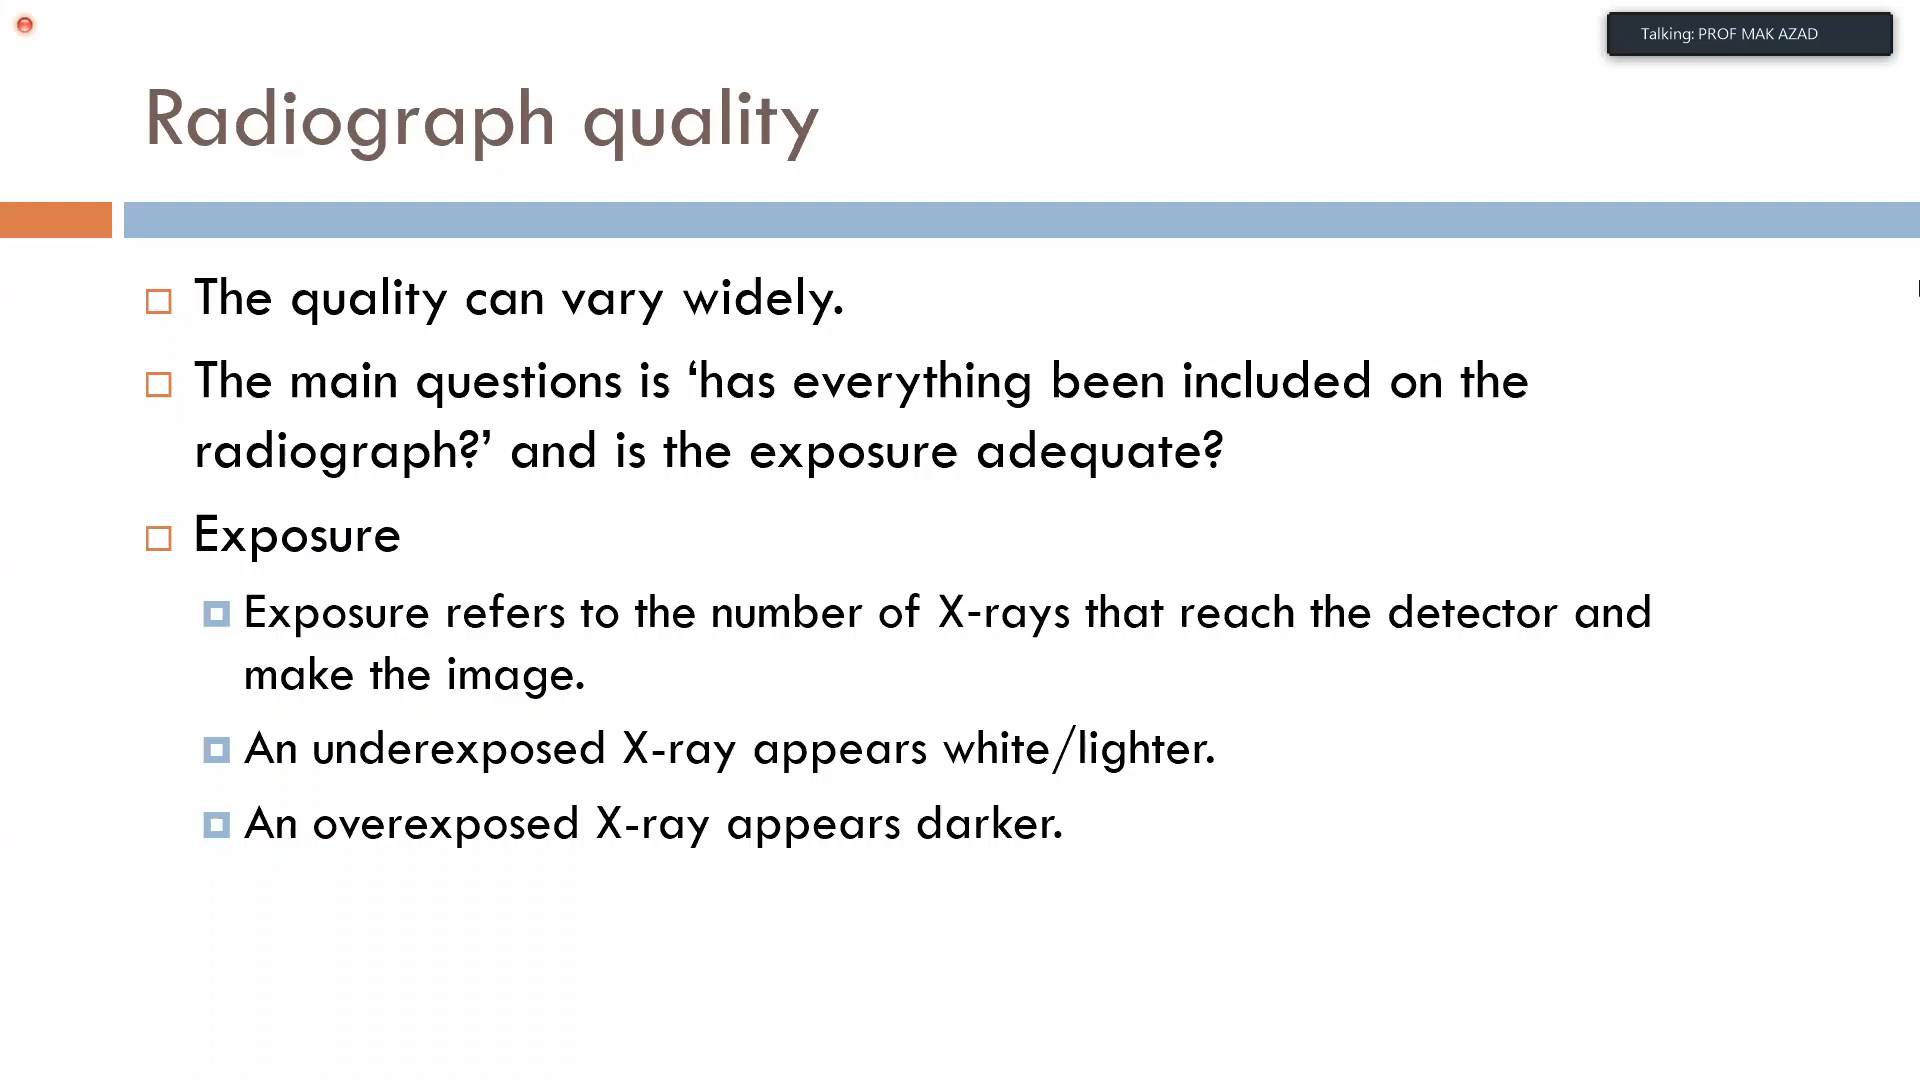 Talking: PROF MAK AZAD
Radiograph quality
The quality can vary widely.
The main questions is ‘has everything been included on the
radiograph?’ and is the exposure adequate?
Exposure
Exposure refers to the number of X-rays that reach the detector and
make the image.
An underexposed X-ray appears white/lighter.
An overexposed X-ray appears darker.